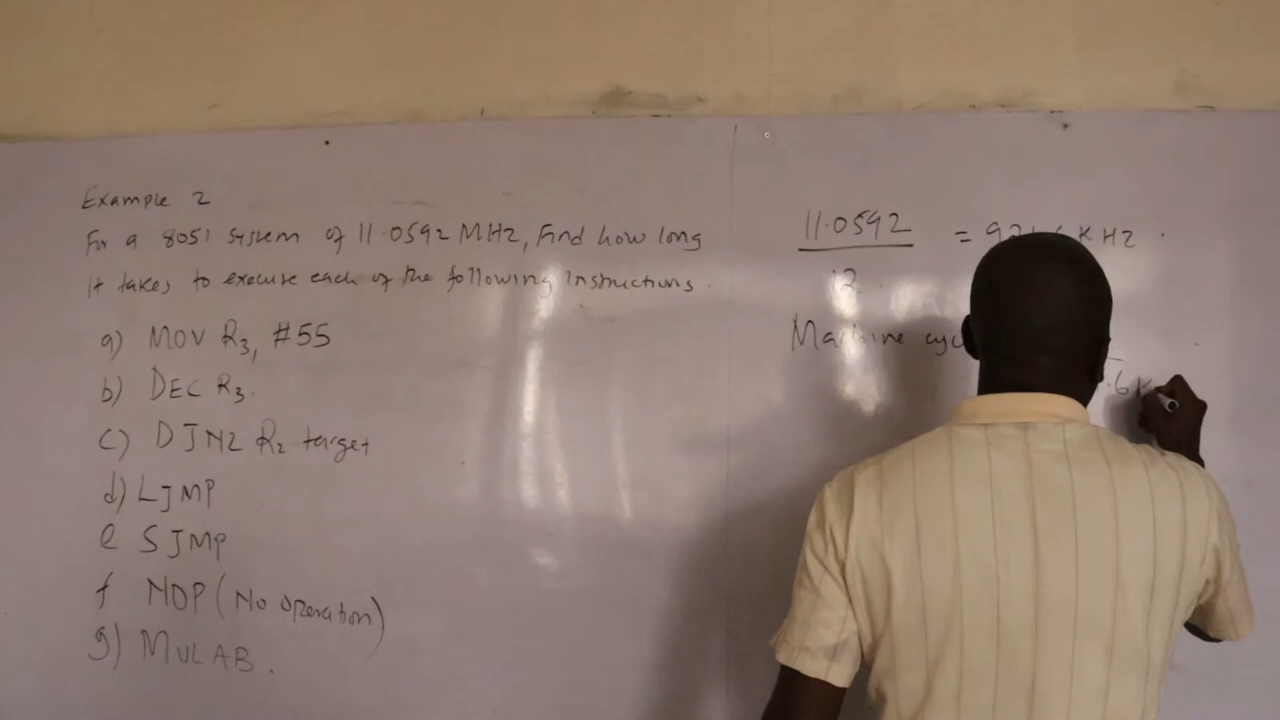 Example 2
For a 8051 system of 11.0592 MHz, Find how long
It takes to execute each of the following Instructions.
a) MOV R3, #55
b) DEC R3.
c) DJNZ R2 target
d) LJMP
e SJMP
f NOP (No operation)
g) MUL AB.
11.0592
= KHZ.
12
Machine
.6